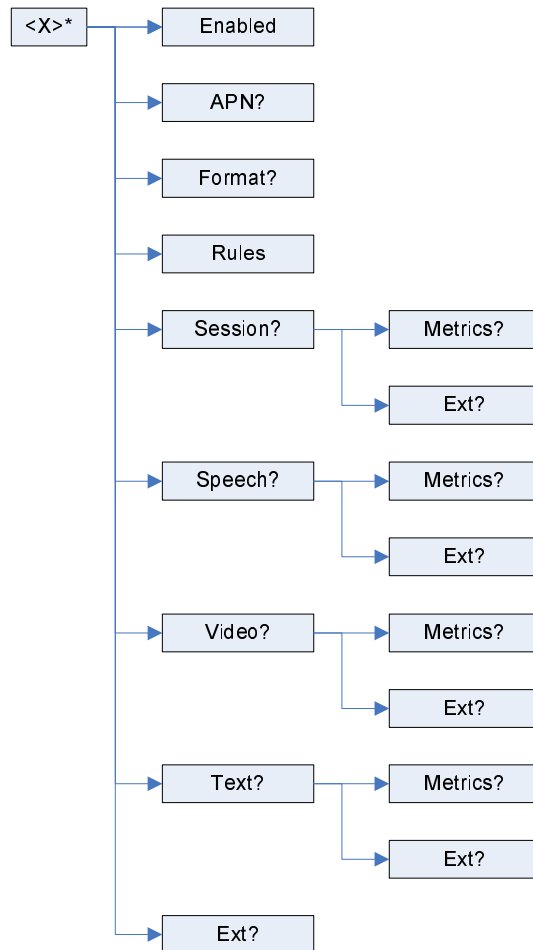 <X>*
Enabled
APN?
Format?
Rules
Session?
Metrics?
Ext?
Speech?
Metrics?
Ext?
Video?
Metrics?
Ext?
Text?
Metrics?
Ext?
Ext?